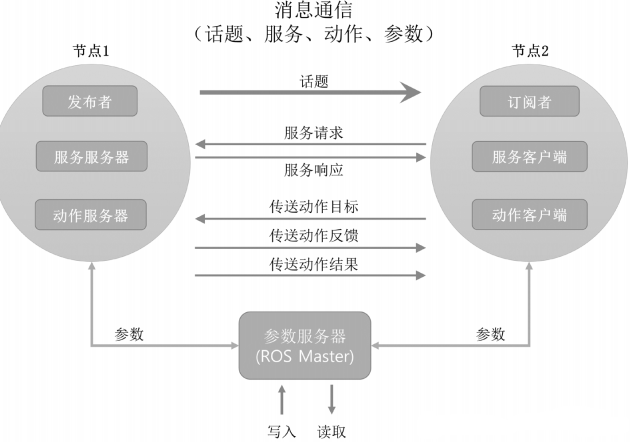 消息通信
（话题、服务、动作、参数）
节点1
节点2
话题
发布者
订阅者
服务请求
服务服务器
服务客户端
服务响应
传送动作目标
动作服务器
动作客户端
传送动作反馈
传送动作结果
参数
参数服务器
(ROS Master)
参数
写入
读取